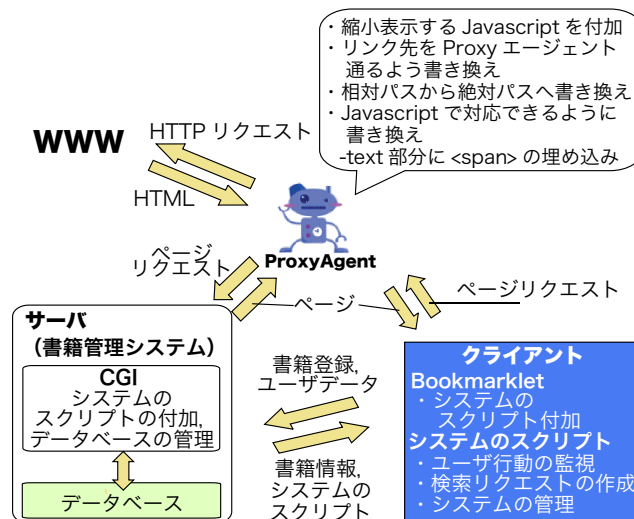 ・縮小表示する Javascript を付加
・リンク先を Proxy エージェント
通るよう書き換え
・相対パスから絶対パスへ書き換え
・Javascript で対応できるように
書き換え
-text 部分に <span> の埋め込み
WWW
HTTP リクエスト
HTML
ProxyAgent
ページ
リクエスト
ページ
ページリクエスト
サーバ
（書籍管理システム）
CGI
システムの
スクリプトの付加,
データベースの管理
データベース
書籍登録,
ユーザデータ
書籍情報,
システムの
スクリプト
クライアント
Bookmarklet
・システムの
スクリプト付加
システムのスクリプト
・ユーザ行動の監視
・検索リクエストの作成
・システムの管理